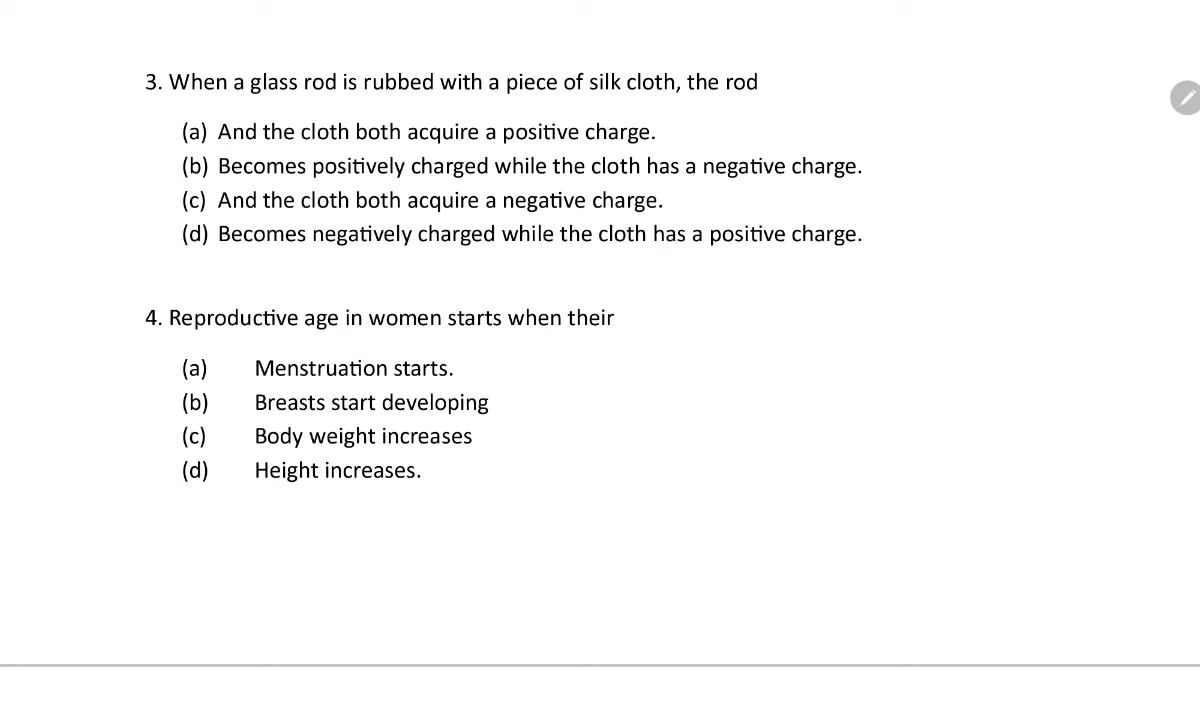 3. When a glass rod is rubbed with a piece of silk cloth, the rod
(a) And the cloth both acquire a positive charge.
(b) Becomes positively charged while the cloth has a negative charge.
(c) And the cloth both acquire a negative charge.
(d) Becomes negatively charged while the cloth has a positive charge.
4. Reproductive age in women starts when their
(a) Menstruation starts.
(b) Breasts start developing
(c) Body weight increases
(d) Height increases.